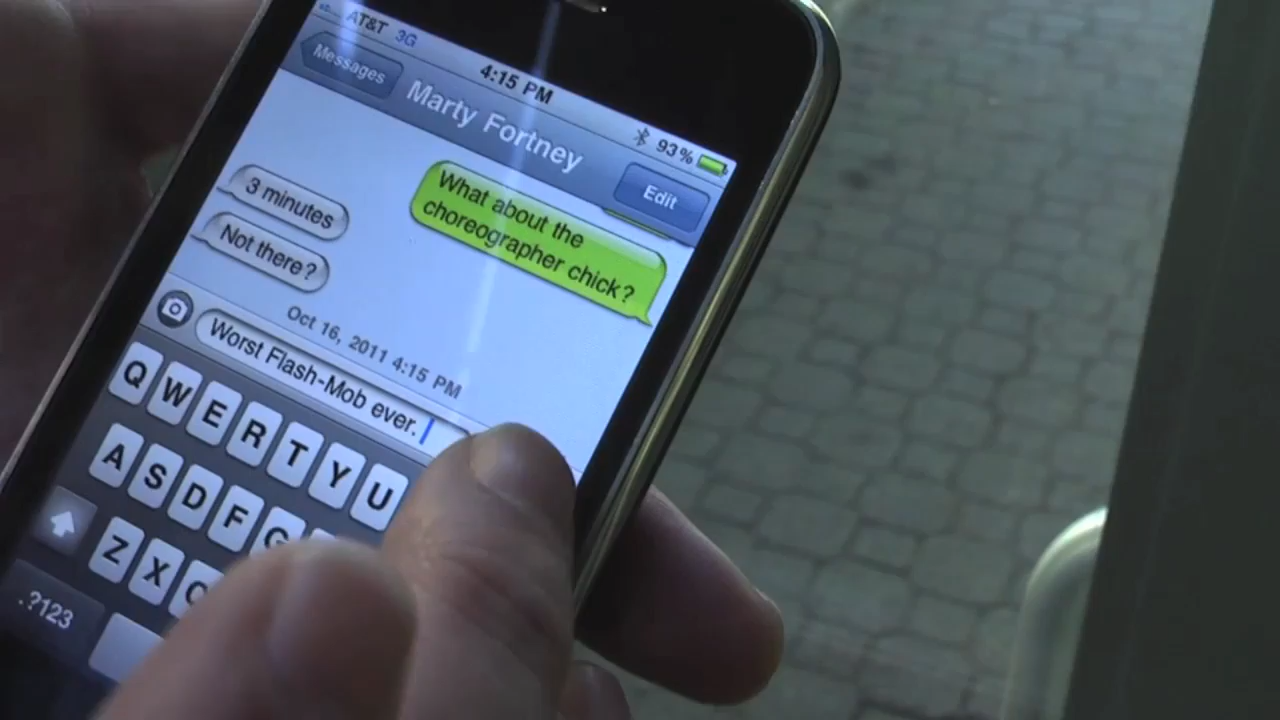 AT&T 3G
4:15 PM
93%
Messages
Marty Fortney
Edit
What about the
choreographer chick?
3 minutes
Not there?
Oct 16, 2011 4:15 PM
Worst Flash-Mob ever.
Q W E R T Y U
A S D F G
Z X C
.?123